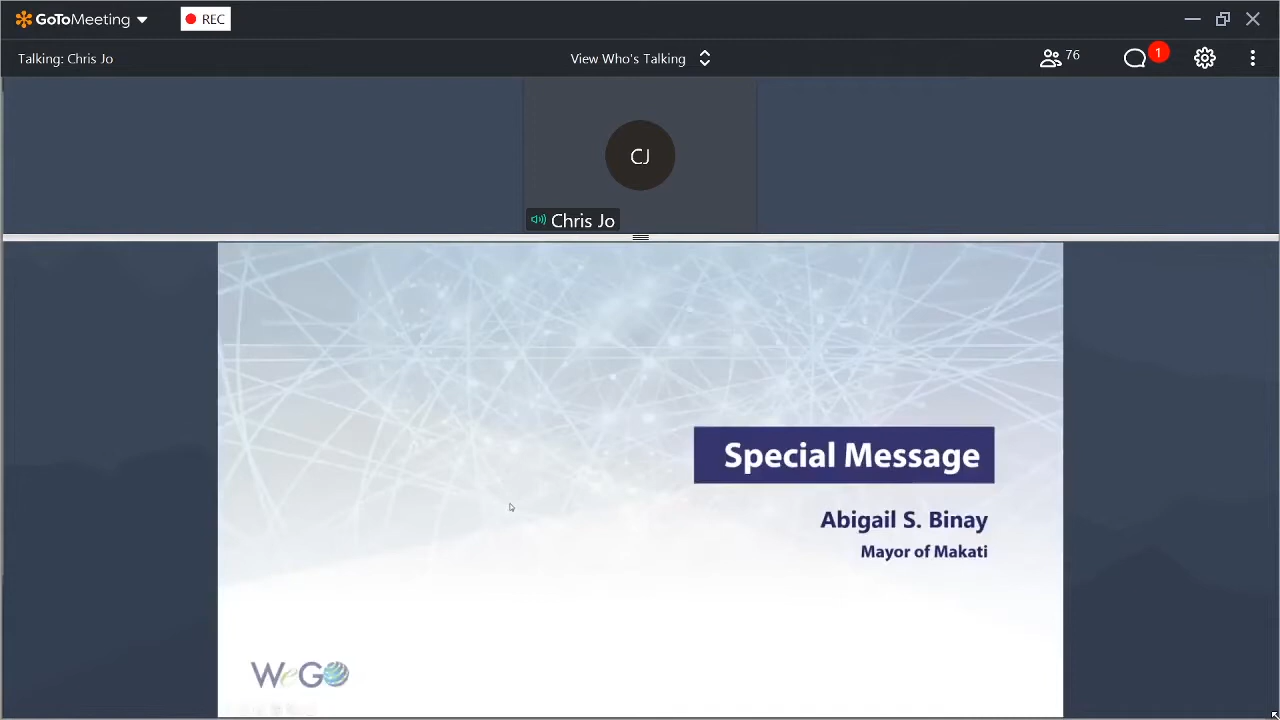 GoToMeeting
REC
Talking: Chris Jo
View Who's Talking
76
1
CJ
Chris Jo
Special Message
Abigail S. Binay
Mayor of Makati
WeGO